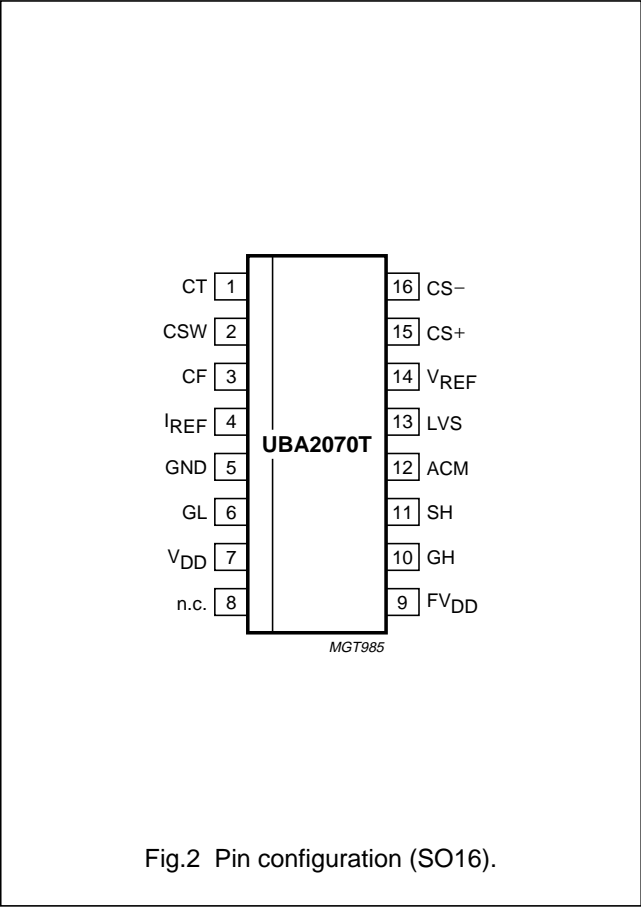 CT 1 16 CS−
CSW 2 15 CS+
CF 3 14 VREF
IREF 4 13 LVS
UBA2070T
GND 5 12 ACM
GL 6 11 SH
VDD 7 10 GH
n.c. 8 9 FVDD
MGT985
Fig.2 Pin configuration (SO16).